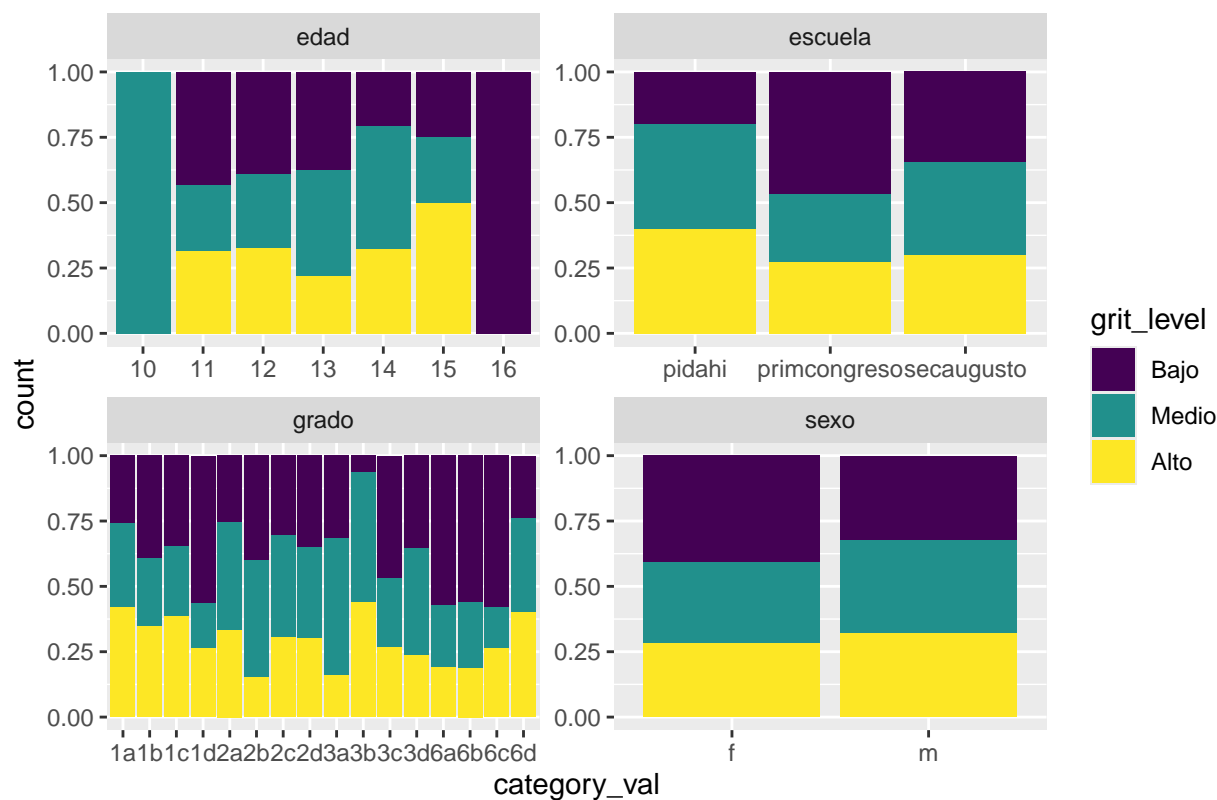 edad
escuela
1.00
0.75
0.50
0.25
0.00
10 11 12 13 14 15 16
1.00
0.75
0.50
0.25
0.00
pidahi primcongreso secaugusto
grado
sexo
1.00
0.75
0.50
0.25
0.00
1a 1b 1c 1d 2a 2b 2c 2d 3a 3b 3c 3d 6a 6b 6c 6d
1.00
0.75
0.50
0.25
0.00
f m
count
category_val
grit_level
Bajo
Medio
Alto